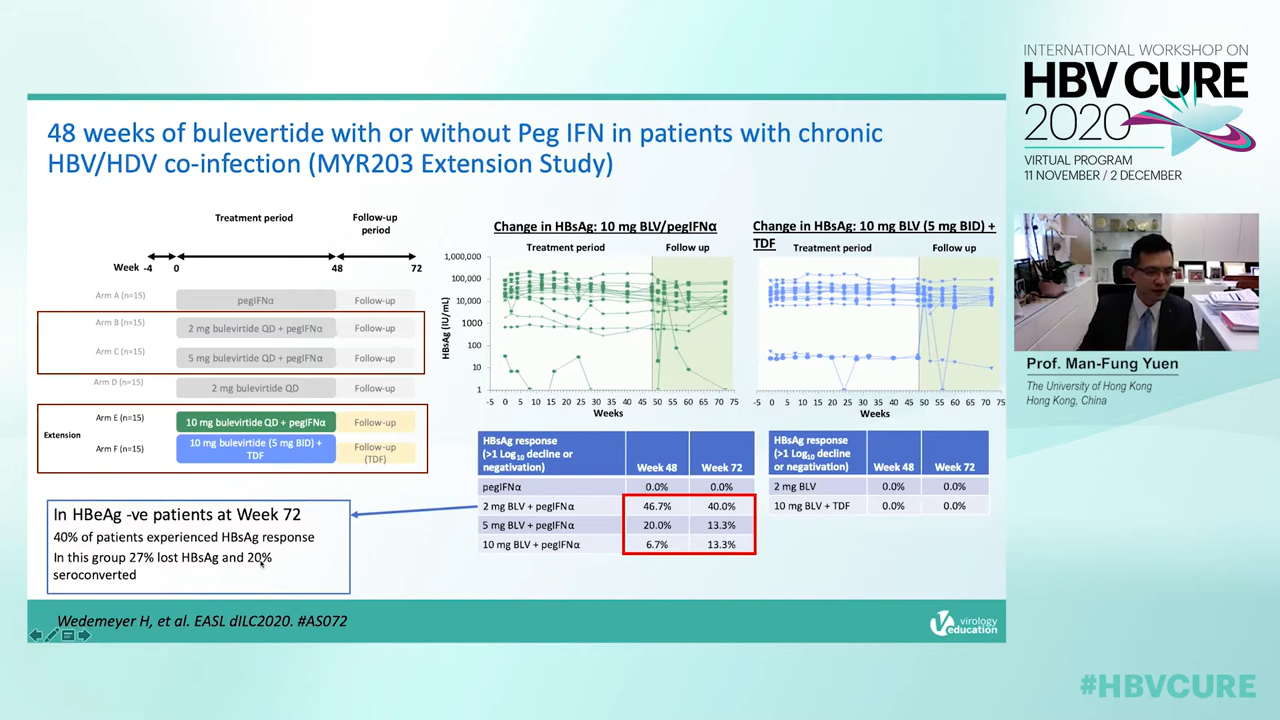 INTERNATIONAL WORKSHOP ON
HBV CURE
2020
VIRTUAL PROGRAM
11 NOVEMBER / 2 DECEMBER
48 weeks of bulevertide with or without Peg IFN in patients with chronic
HBV/HDV co-infection (MYR203 Extension Study)
Treatment period
Follow-up
period
Week -4 0 48 72
Arm A (n=15) pegIFNα Follow-up
Arm B (n=15) 2 mg bulevirtide QD + pegIFNα Follow-up
Arm C (n=15) 5 mg bulevirtide QD + pegIFNα Follow-up
Arm D (n=15) 2 mg bulevirtide QD Follow-up
Extension
Arm E (n=15) 10 mg bulevirtide QD + pegIFNα Follow-up
Arm F (n=15) 10 mg bulevirtide (5 mg BID) +
TDF
Follow-up
(TDF)
Change in HBsAg: 10 mg BLV/pegIFNα
Treatment period Follow up
HBsAg (IU/mL)
1,000,000
100,000
10,000
1000
100
10
1
-5 0 5 10 15 20 25 30 35 40 45 50 55 60 65 70 75
Weeks
Change in HBsAg: 10 mg BLV (5 mg BID) +
TDF Treatment period Follow up
-5 0 5 10 15 20 25 30 35 40 45 50 55 60 65 70 75
Weeks
HBsAg response
(>1 Log10 decline or
negativation) Week 48 Week 72
pegIFNα 0.0% 0.0%
2 mg BLV + pegIFNα 46.7% 40.0%
5 mg BLV + pegIFNα 20.0% 13.3%
10 mg BLV + pegIFNα 6.7% 13.3%
HBsAg response
(>1 Log10 decline
or negativation) Week 48 Week 72
2 mg BLV 0.0% 0.0%
10 mg BLV + TDF 0.0% 0.0%
In HBeAg -ve patients at Week 72
40% of patients experienced HBsAg response
In this group 27% lost HBsAg and 20%
seroconverted
Wedemeyer H, et al. EASL dILC2020. #AS072
virology
education
Prof. Man-Fung Yuen
The University of Hong Kong
Hong Kong, China
#HBVCURE